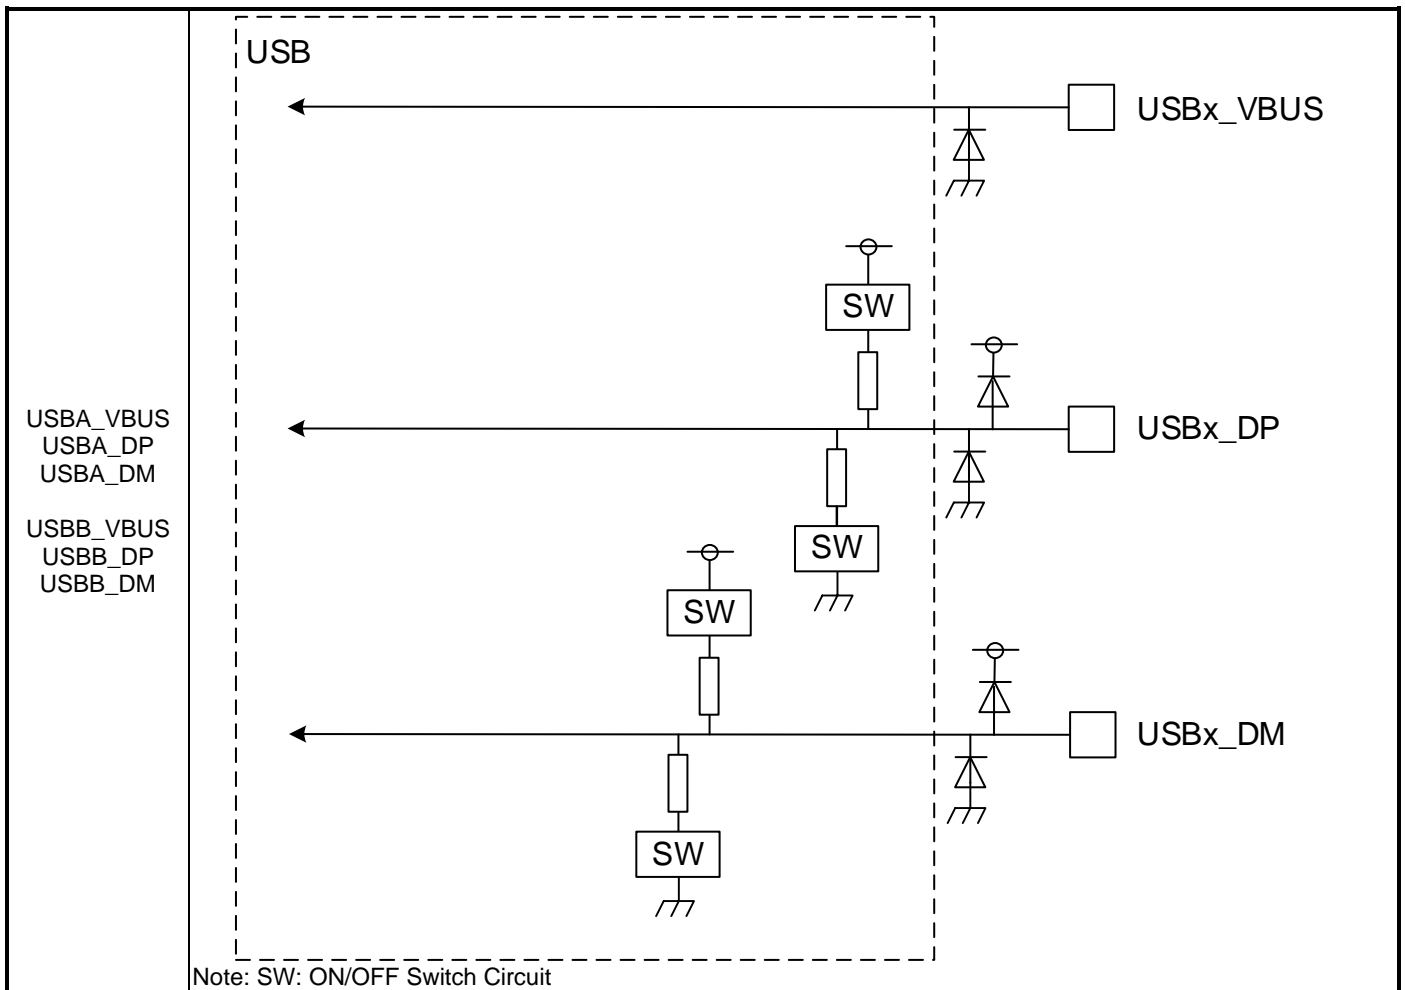 USBA_VBUS
USBA_DP
USBA_DM
USBB_VBUS
USBB_DP
USBB_DM
USB
USBx_VBUS
SW
USBx_DP
SW
SW
USBx_DM
SW
Note: SW: ON/OFF Switch Circuit